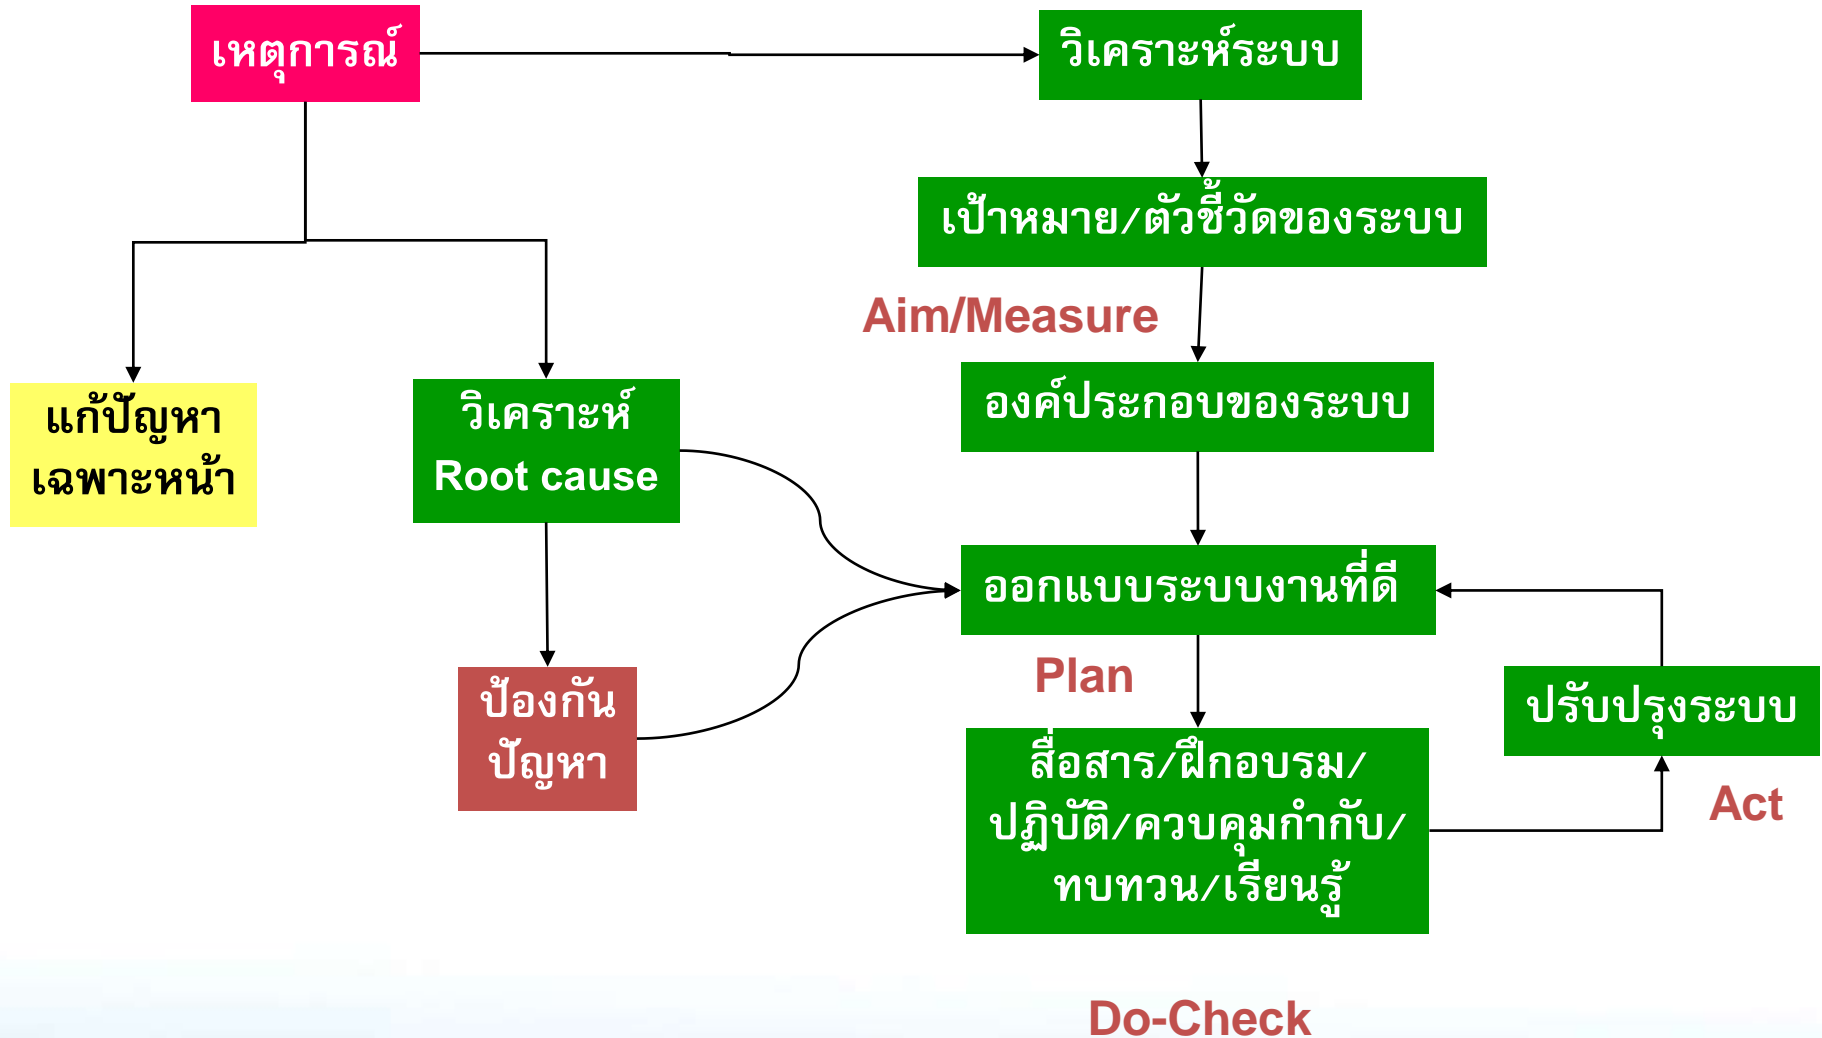 เหตุการณ์
วิเคราะห์ระบบ
เป้าหมาย/ตัวชี้วัดของระบบ
Aim/Measure
องค์ประกอบของระบบ
แก้ปัญหา
เฉพาะหน้า
วิเคราะห์
Root cause
ออกแบบระบบงานที่ดี
Plan
ป้องกัน
ปัญหา
ปรับปรุงระบบ
Act
สื่อสาร/ฝึกอบรม/
ปฏิบัติ/ควบคุมกำกับ/
ทบทวน/เรียนรู้
Do-Check